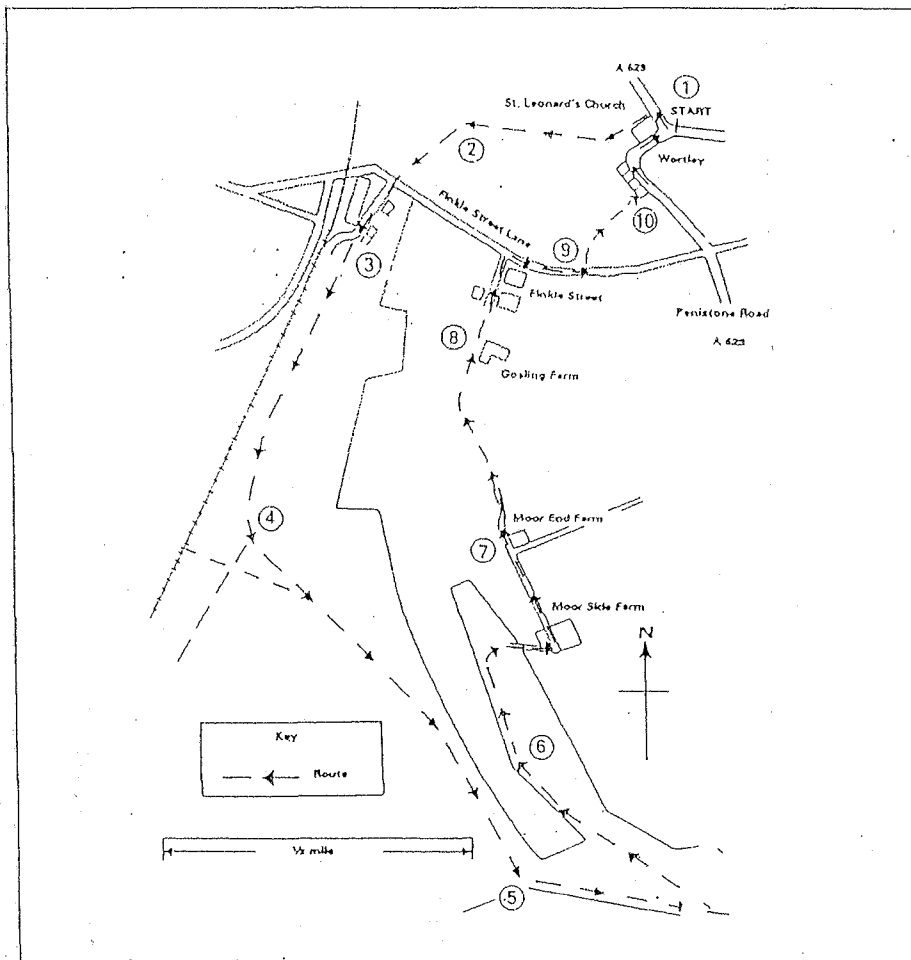 A 629
1
St. Leonard's Church
START
Wortley
2
10
Finkle Street Lane
9
3
Finkle Street
Penistone Road
A 629
8
Gosling Farm
4
Moor End Farm
7
Moor Side Farm
N
Key
Route
6
½ mile
5